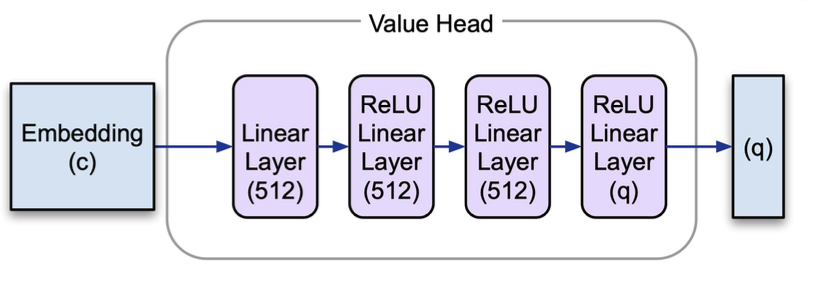 Value Head
Embedding
(c)
Linear
Layer
(512)
ReLU
Linear
Layer
(512)
ReLU
Linear
Layer
(512)
ReLU
Linear
Layer
(q)
(q)